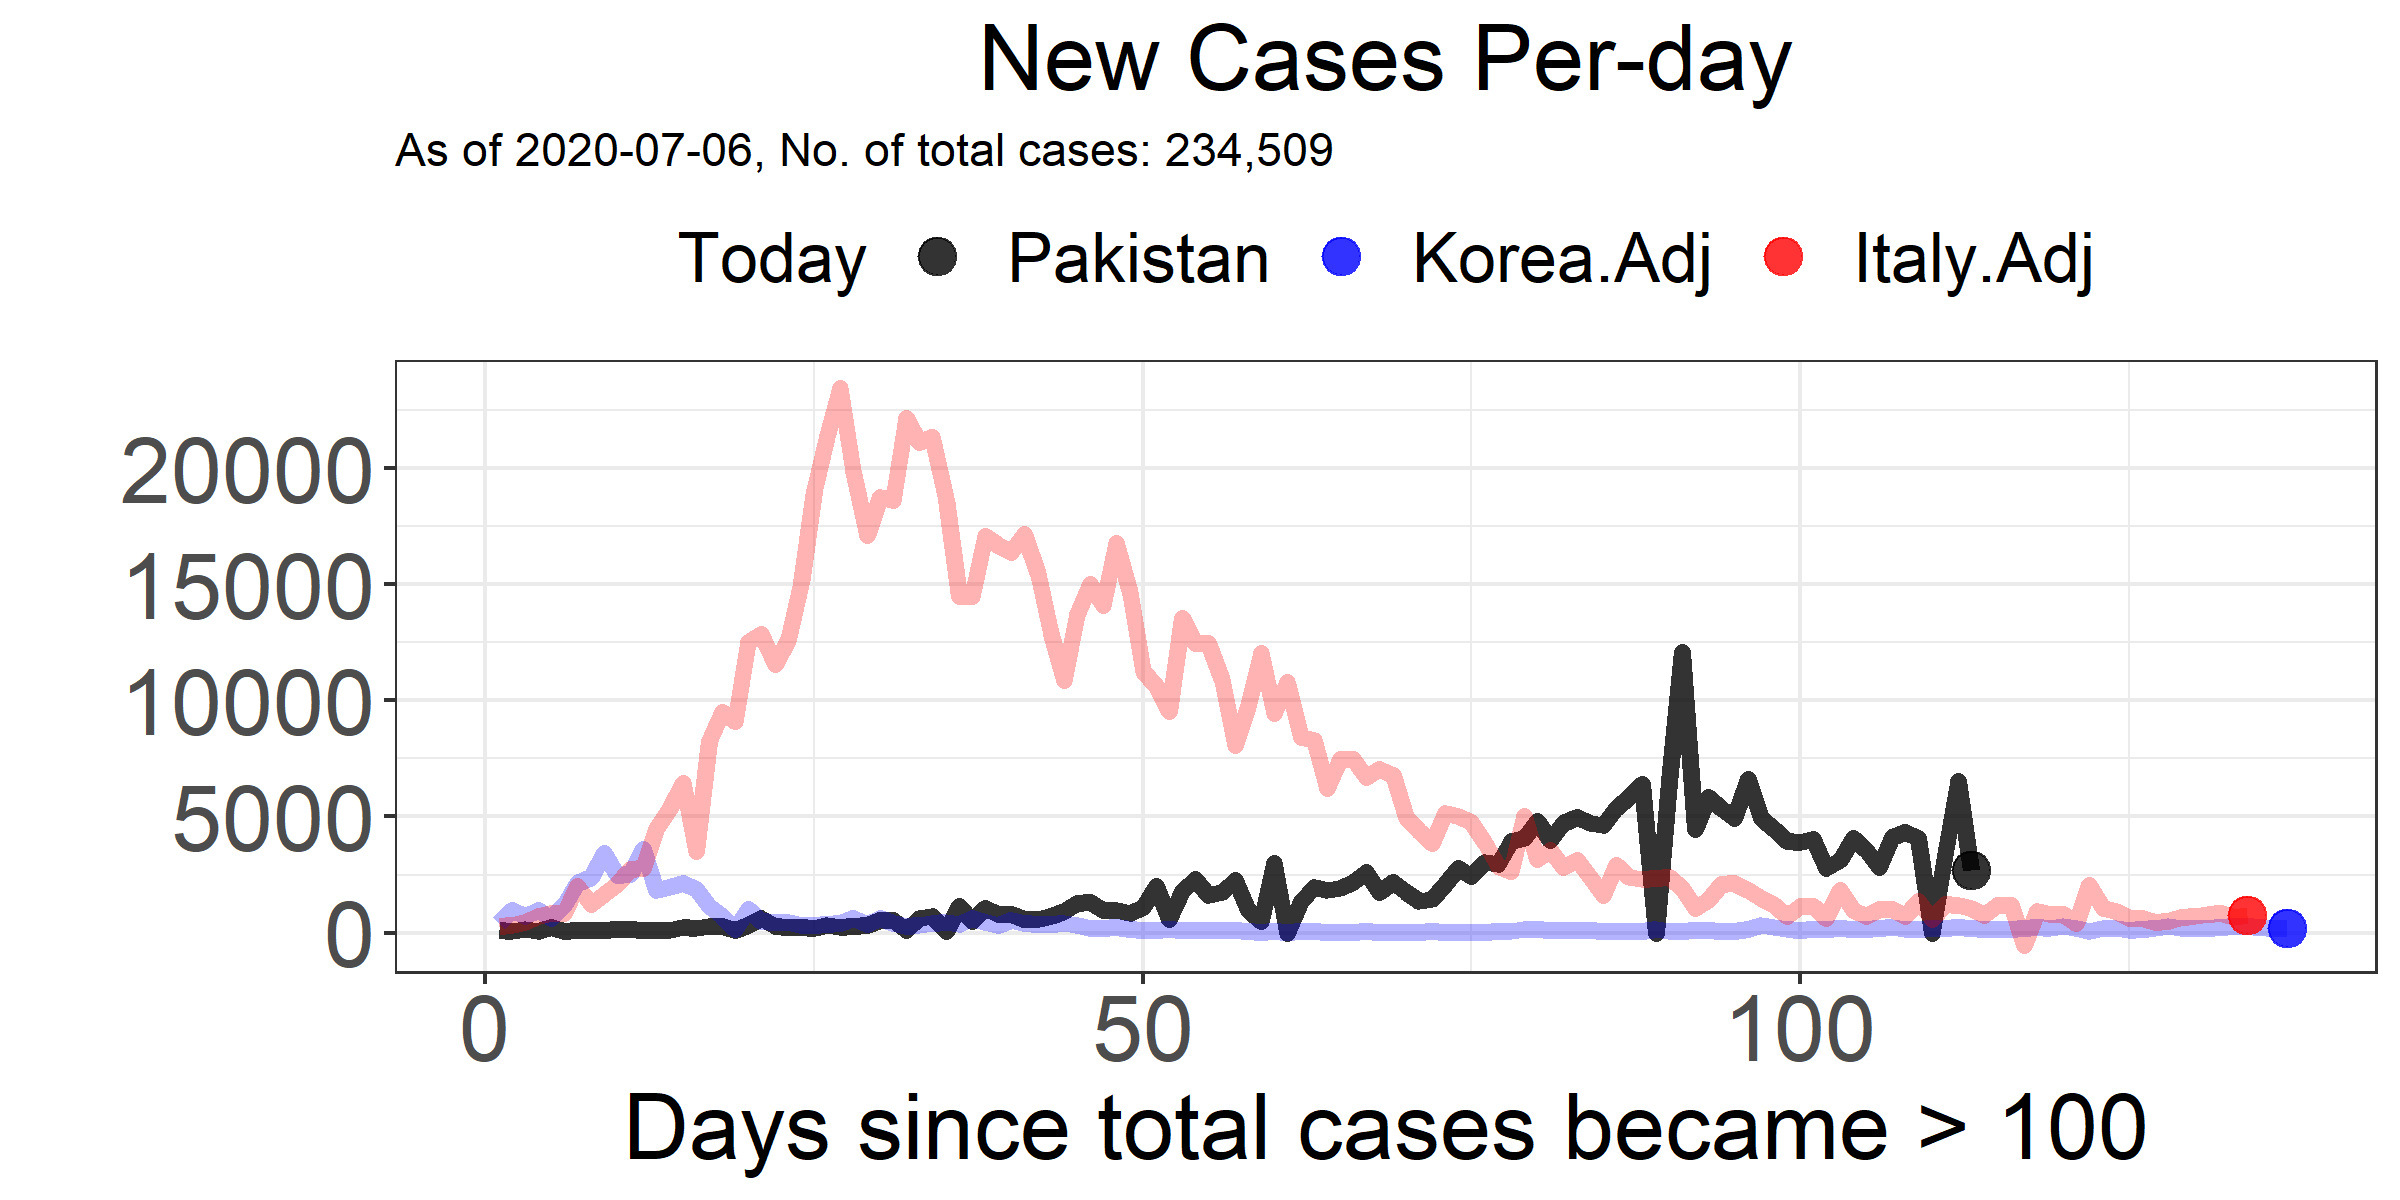 New Cases Per-day
As of 2020-07-06, No. of total cases: 234,509
Today Pakistan Korea.Adj Italy.Adj
20000
15000
10000
5000
0
0 50 100
Days since total cases became > 100